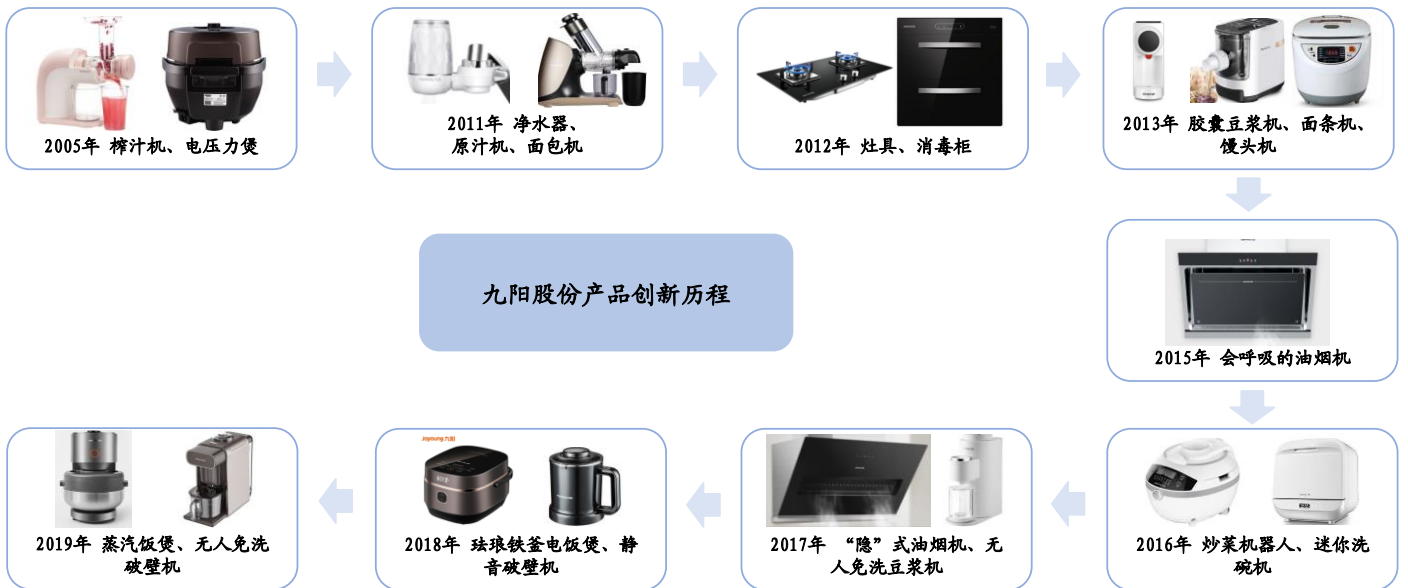 2005年 榨汁机、电压力煲
2011年 净水器、
原汁机、面包机
2012年 灶具、消毒柜
2013年 胶囊豆浆机、面条机、
馒头机
九阳股份产品创新历程
2015年 会呼吸的油烟机
2016年 炒菜机器人、迷你洗
碗机
2017年 “隐”式油烟机、无
人免洗豆浆机
Joyoung九阳
2018年 珐琅铁釜电饭煲、静
音破壁机
2019年 蒸汽饭煲、无人免洗
破壁机